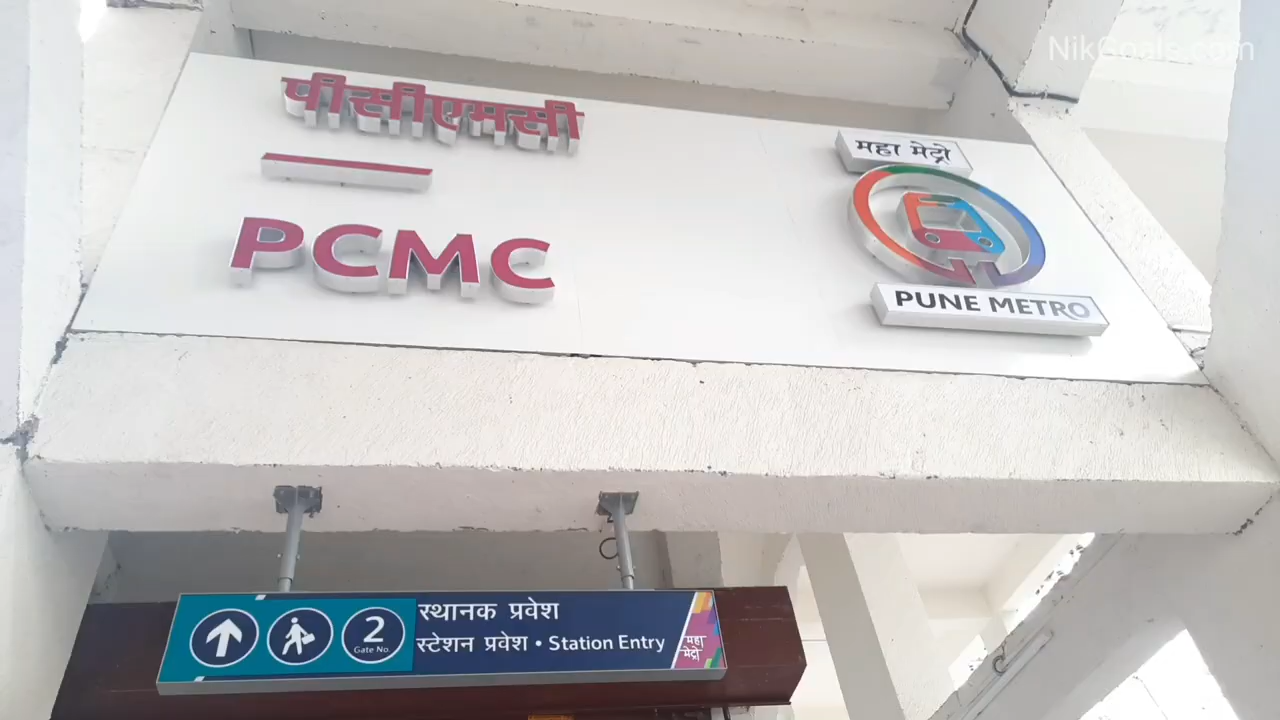 NikGoals.com
पीसीएमसी
PCMC
महा मेट्रो
PUNE METRO
2
Gate No.
स्थानक प्रवेश
स्टेशन प्रवेश • Station Entry
महा
मेट्रो